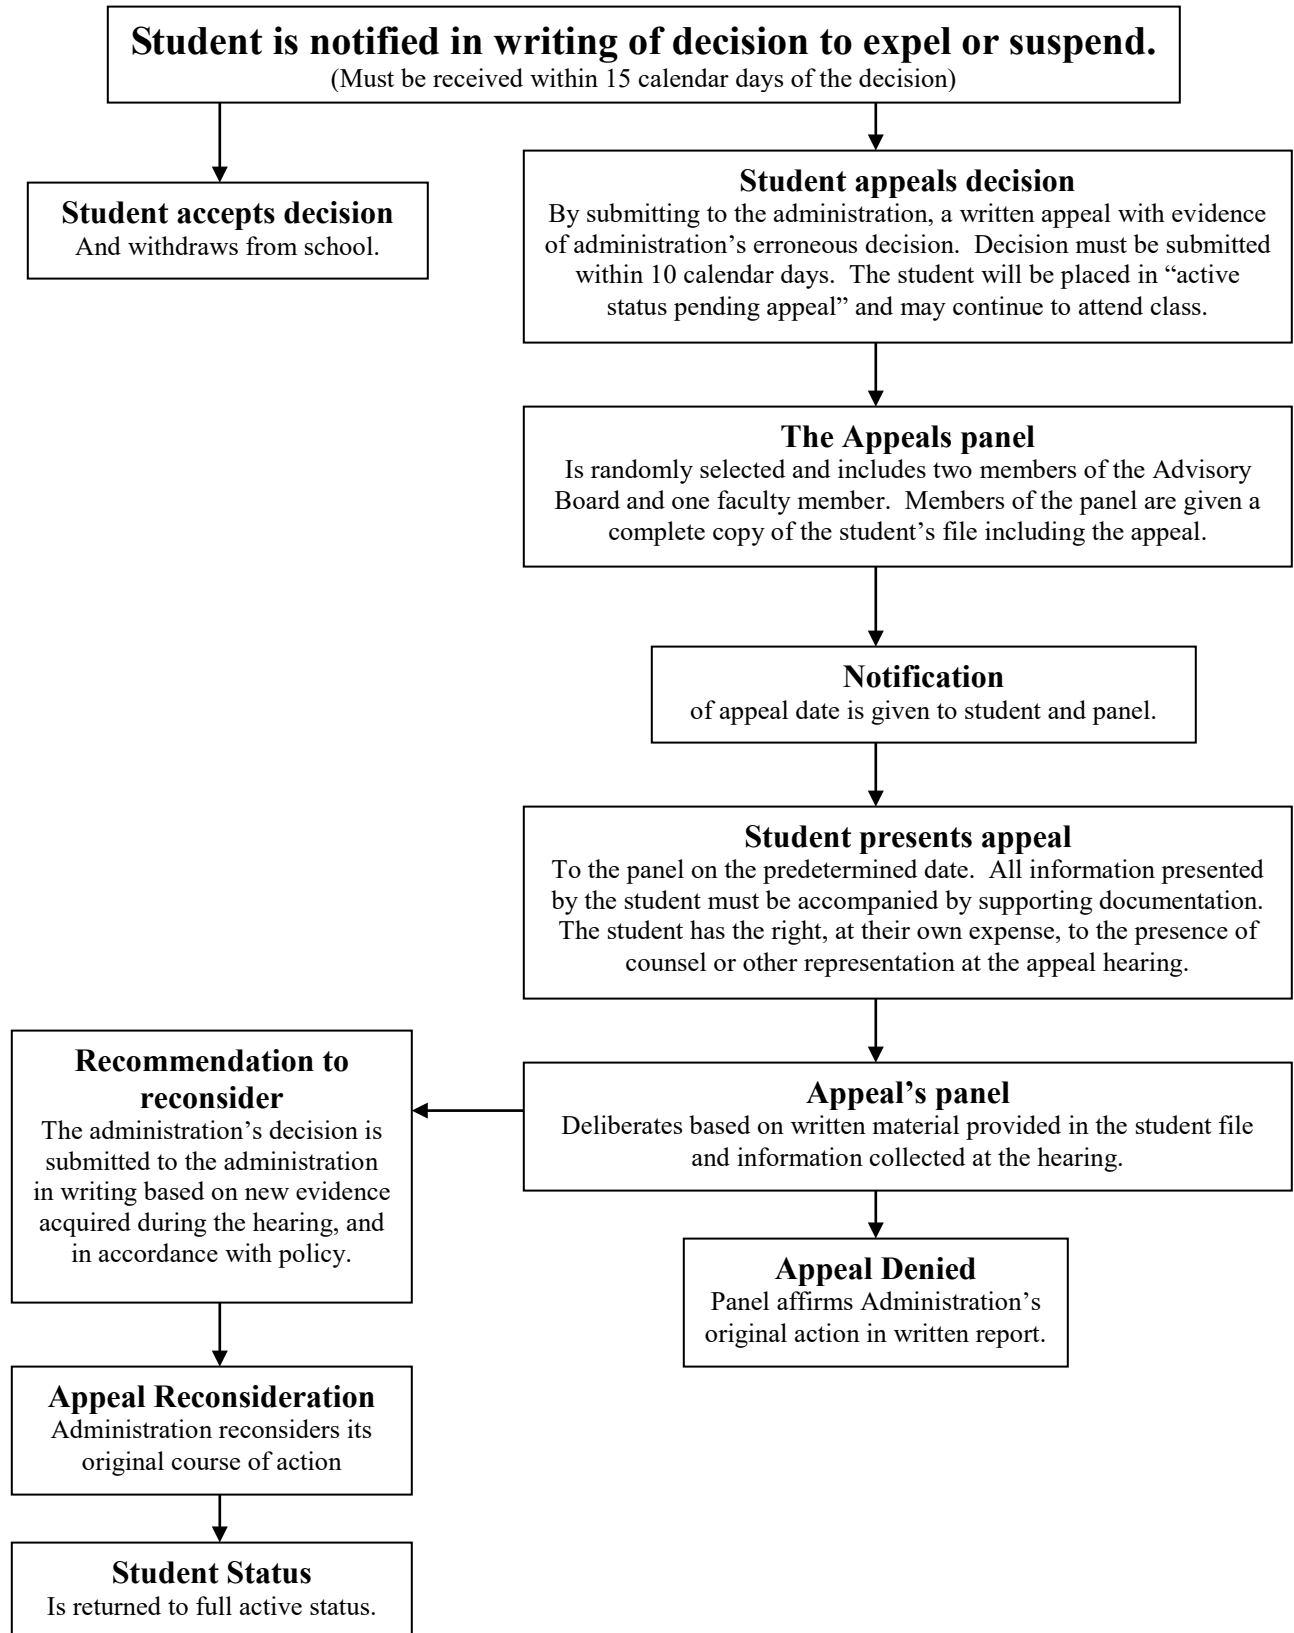 Student is notified in writing of decision to expel or suspend.
(Must be received within 15 calendar days of the decision)
Student accepts decision
And withdraws from school.
Student appeals decision
By submitting to the administration, a written appeal with evidence
of administration’s erroneous decision.  Decision must be submitted
within 10 calendar days.  The student will be placed in “active
status pending appeal” and may continue to attend class.
The Appeals panel
Is randomly selected and includes two members of the Advisory
Board and one faculty member.  Members of the panel are given a
complete copy of the student’s file including the appeal.
Notification
of appeal date is given to student and panel.
Student presents appeal
To the panel on the predetermined date.  All information presented
by the student must be accompanied by supporting documentation.
The student has the right, at their own expense, to the presence of
counsel or other representation at the appeal hearing.
Appeal’s panel
Deliberates based on written material provided in the student file
and information collected at the hearing.
Recommendation to
reconsider
The administration’s decision is
submitted to the administration
in writing based on new evidence
acquired during the hearing, and
in accordance with policy.
Appeal Denied
Panel affirms Administration’s
original action in written report.
Appeal Reconsideration
Administration reconsiders its
original course of action
Student Status
Is returned to full active status.